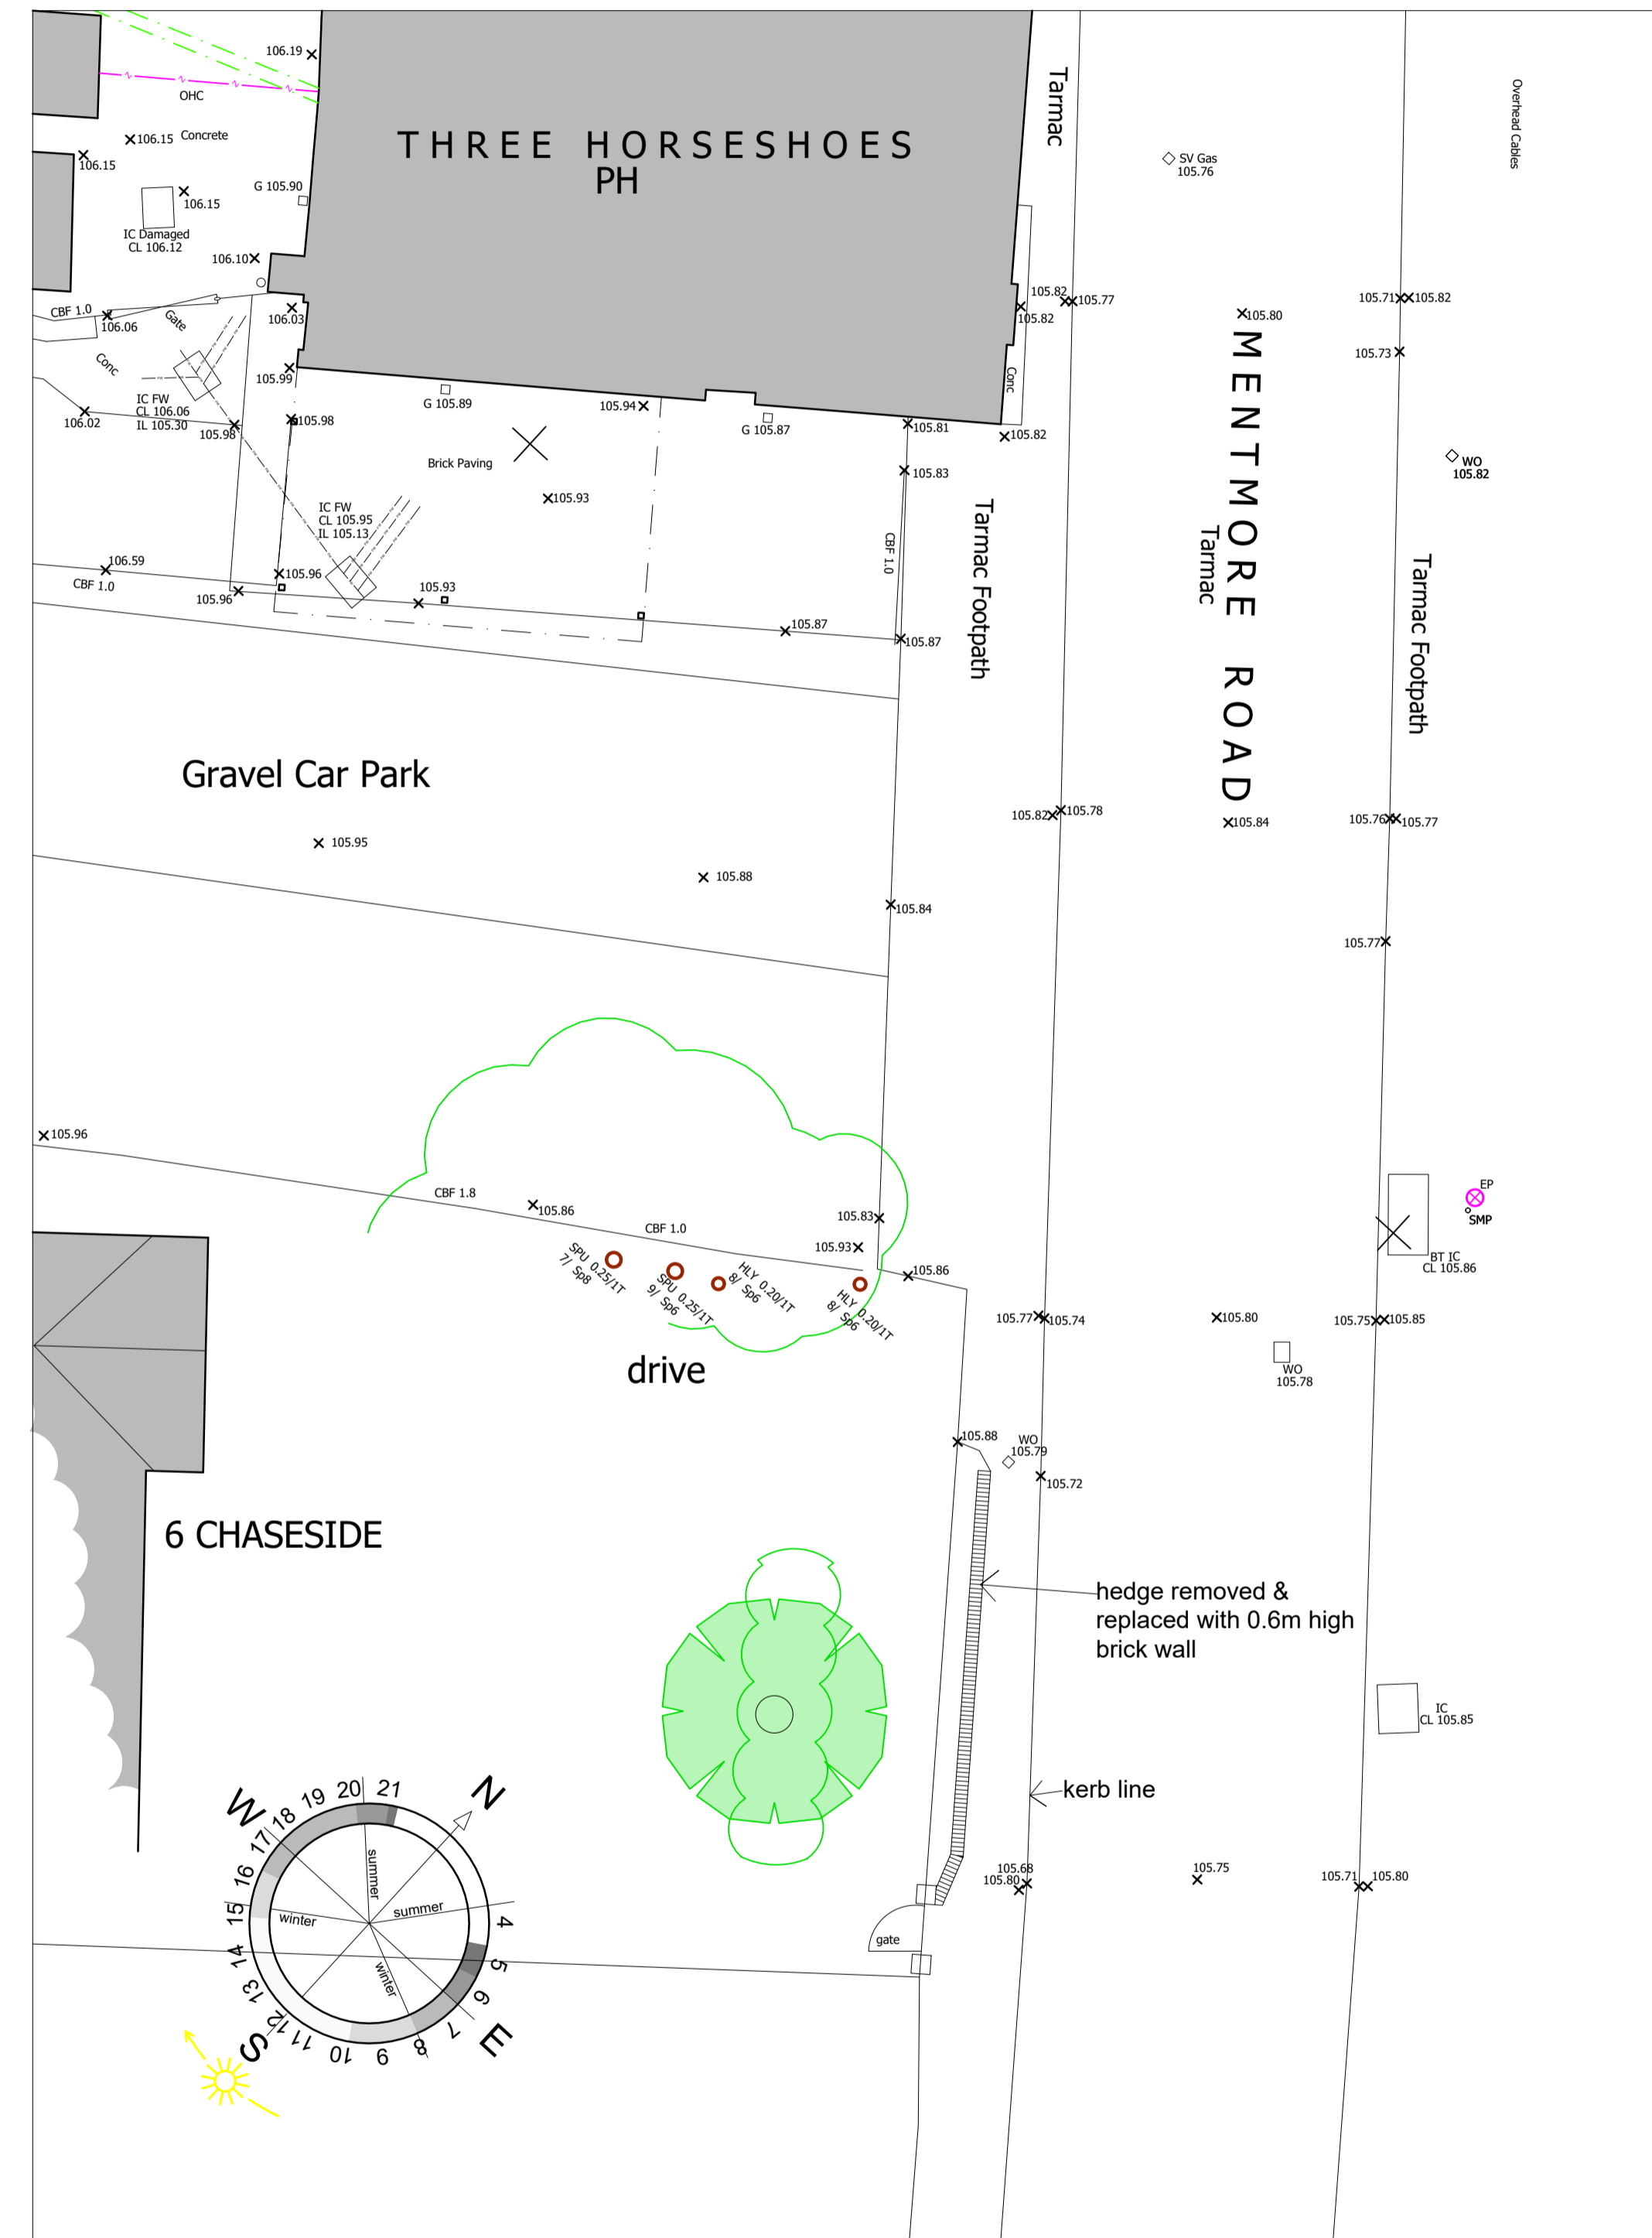 106.19
OHC
Concrete
106.15
106.15
106.15
IC Damaged
CL 106.12
G 105.90
106.10
THREE HORSESHOES
PH
Tarmac
SV Gas
105.76
Overhead Cables
CBF 1.0
106.06
Gate
106.03
Conc
105.99
105.82
105.82
105.77
105.80
105.71
105.82
105.73
Conc
IC FW
CL 106.06
IL 105.30
106.02
105.98
105.98
G 105.89
105.94
G 105.87
105.81
105.82
Brick Paving
105.93
105.83
WO
105.82
MENTMORE ROAD
Tarmac
Tarmac Footpath
Tarmac Footpath
IC FW
CL 105.95
IL 105.13
CBF 1.0
106.59
CBF 1.0
105.96
105.96
105.93
105.87
105.87
Gravel Car Park
105.95
105.88
105.82
105.78
105.84
105.76
105.77
105.84
105.77
105.96
CBF 1.8
105.86
CBF 1.0
105.83
105.93
105.86
EP
SMP
BT IC
CL 105.86
SPU 0.25/1T
7/ Sp8
SPU 0.25/1T
9/ Sp6
HLY 0.20/1T
8/ Sp6
HLY 0.20/1T
8/ Sp6
105.77
105.74
105.80
105.75
105.85
drive
WO
105.78
105.88
WO
105.79
105.72
6 CHASESIDE
hedge removed &
replaced with 0.6m high
brick wall
IC
CL 105.85
kerb line
105.68
105.80
105.75
105.71
105.80
gate
N
W
S
E
summer
summer
winter
winter
4
5
6
7
8
9
10
11
12
13
14
15
16
17
18
19
20
21